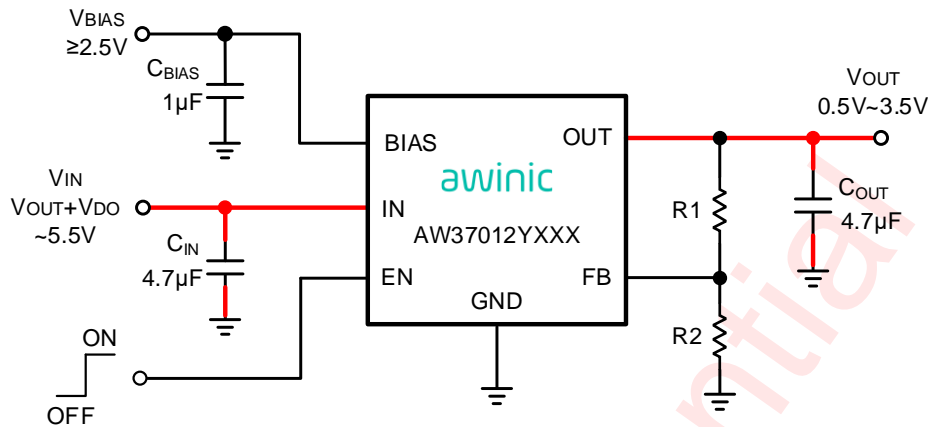 VBIAS
≥2.5V
CBIAS
1µF
VIN
VOUT+VDO
~5.5V
CIN
4.7µF
ON
OFF
BIAS
IN
EN
OUT
FB
GND
awinic
AW37012YXXX
VOUT
0.5V~3.5V
R1
R2
COUT
4.7µF
ntial